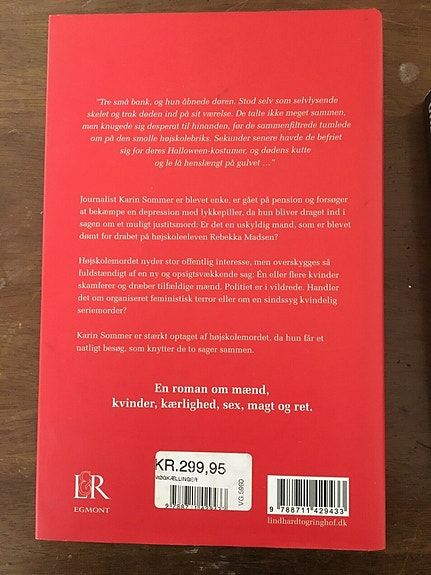 "Tre små bank, og hun åbnede døren. Stod selv som selvlysende
skelet og trak døden ind på sit værelse. De talte ikke meget sammen,
men knugede sig desperat til hinanden, før de sammenfiltrede tumlede
om på den smalle højskolebriks. Sekunder senere havde de befriet
sig for deres Halloween-kostumer, og dødens kutte
og le lå henslængt på gulvet ..."
Journalist Karin Sommer er blevet enke, er gået på pension og forsøger
at bekæmpe en depression med lykkepiller, da hun bliver draget ind i
sagen om et muligt justitsmord: Er det en uskyldig mand, som er blevet
dømt for drabet på højskoleeleven Rebekka Madsen?
Højskolemordet nyder stor offentlig interesse, men overskygges så
fuldstændigt af en ny og opsigtsvækkende sag: Én eller flere kvinder
skamferer og dræber tilfældige mænd. Politiet er i vildrede. Handler
det om organiseret feministisk terror eller om en sindssyg kvindelig
seriemorder?
Karin Sommer er stærkt optaget af højskolemordet, da hun får et
natligt besøg, som knytter de to sager sammen.
En roman om mænd,
kvinder, kærlighed, sex, magt og ret.
KR.299,95
MØGKÆLLINGER
VG.5960
L&R
EGMONT
9 788711 429433
lindhardtogringhof.dk